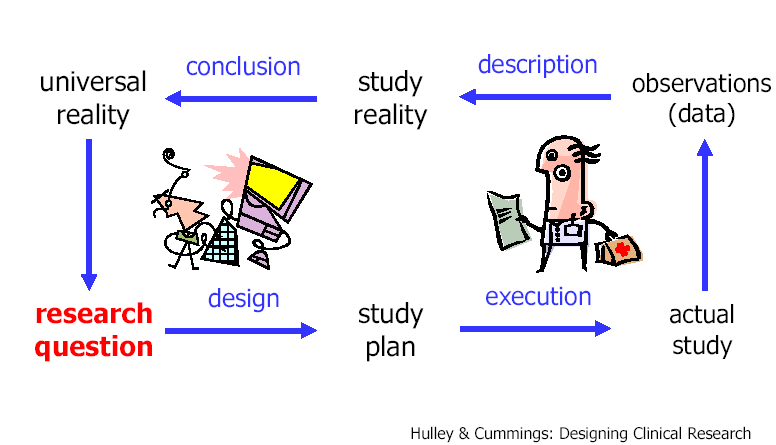 conclusion
description
universal
reality
study
reality
observations
(data)
research
question
design
study
plan
execution
actual
study
Hulley & Cummings: Designing Clinical Research